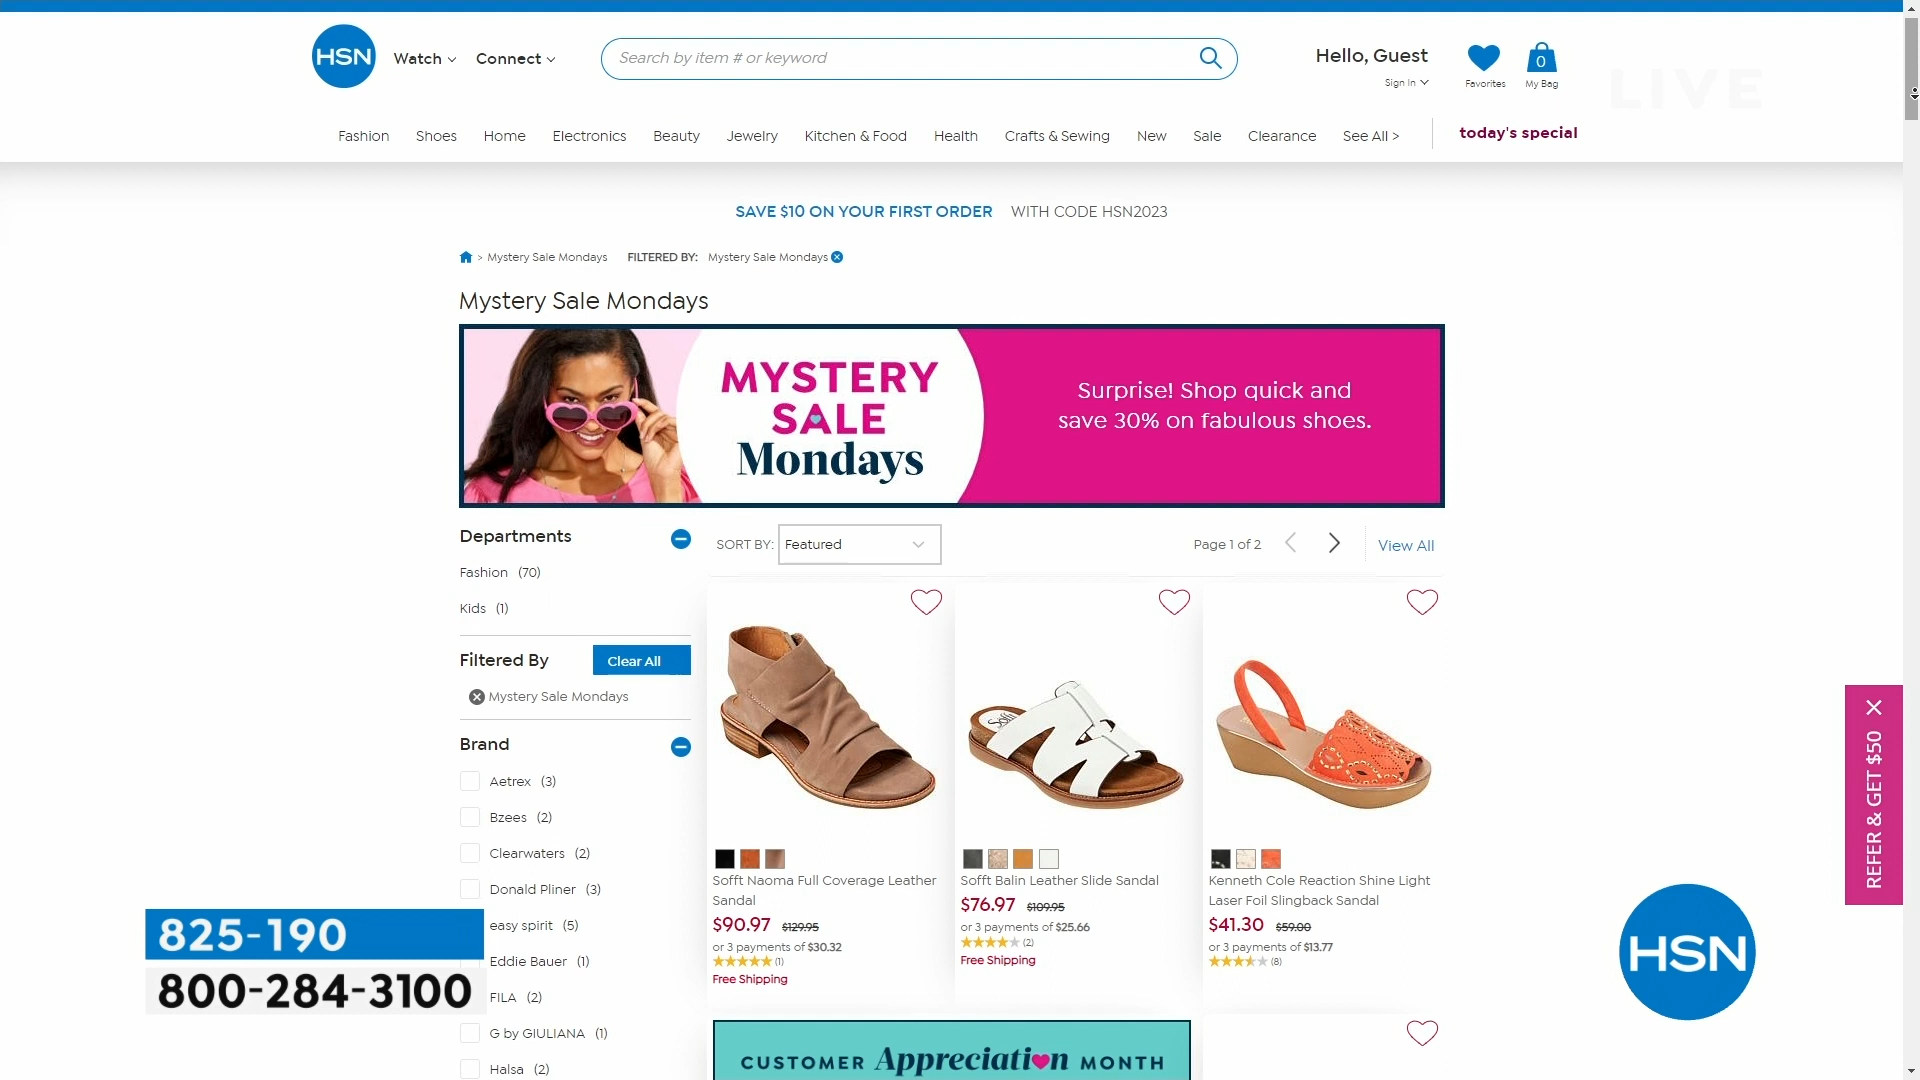 HSN
Watch
Connect
Search by item # or keyword
Hello, Guest
Sign In
Favorites
0
My Bag
LIVE
Fashion
Shoes
Home
Electronics
Beauty
Jewelry
Kitchen & Food
Health
Crafts & Sewing
New
Sale
Clearance
See All >
today's special
SAVE $10 ON YOUR FIRST ORDER WITH CODE HSN2023
> Mystery Sale Mondays FILTERED BY: Mystery Sale Mondays
Mystery Sale Mondays
MYSTERY
SALE
Mondays
Surprise! Shop quick and
save 30% on fabulous shoes.
Departments
Fashion (70)
Kids (1)
Filtered By
Clear All
Mystery Sale Mondays
Brand
Aetrex (3)
Bzees (2)
Clearwaters (2)
Donald Pliner (3)
easy spirit (5)
Eddie Bauer (1)
FILA (2)
G by GIULIANA (1)
Halsa (2)
SORT BY: Featured
Page 1 of 2
View All
Sofft
Sofft Naoma Full Coverage Leather
Sandal
$90.97 $129.95
or 3 payments of $30.32
(1)
Free Shipping
Sofft Balin Leather Slide Sandal
$76.97 $109.95
or 3 payments of $25.66
(2)
Free Shipping
Kenneth Cole Reaction Shine Light
Laser Foil Slingback Sandal
$41.30 $59.00
or 3 payments of $13.77
(8)
CUSTOMER Appreciation MONTH
REFER & GET $50
825-190
800-284-3100
HSN